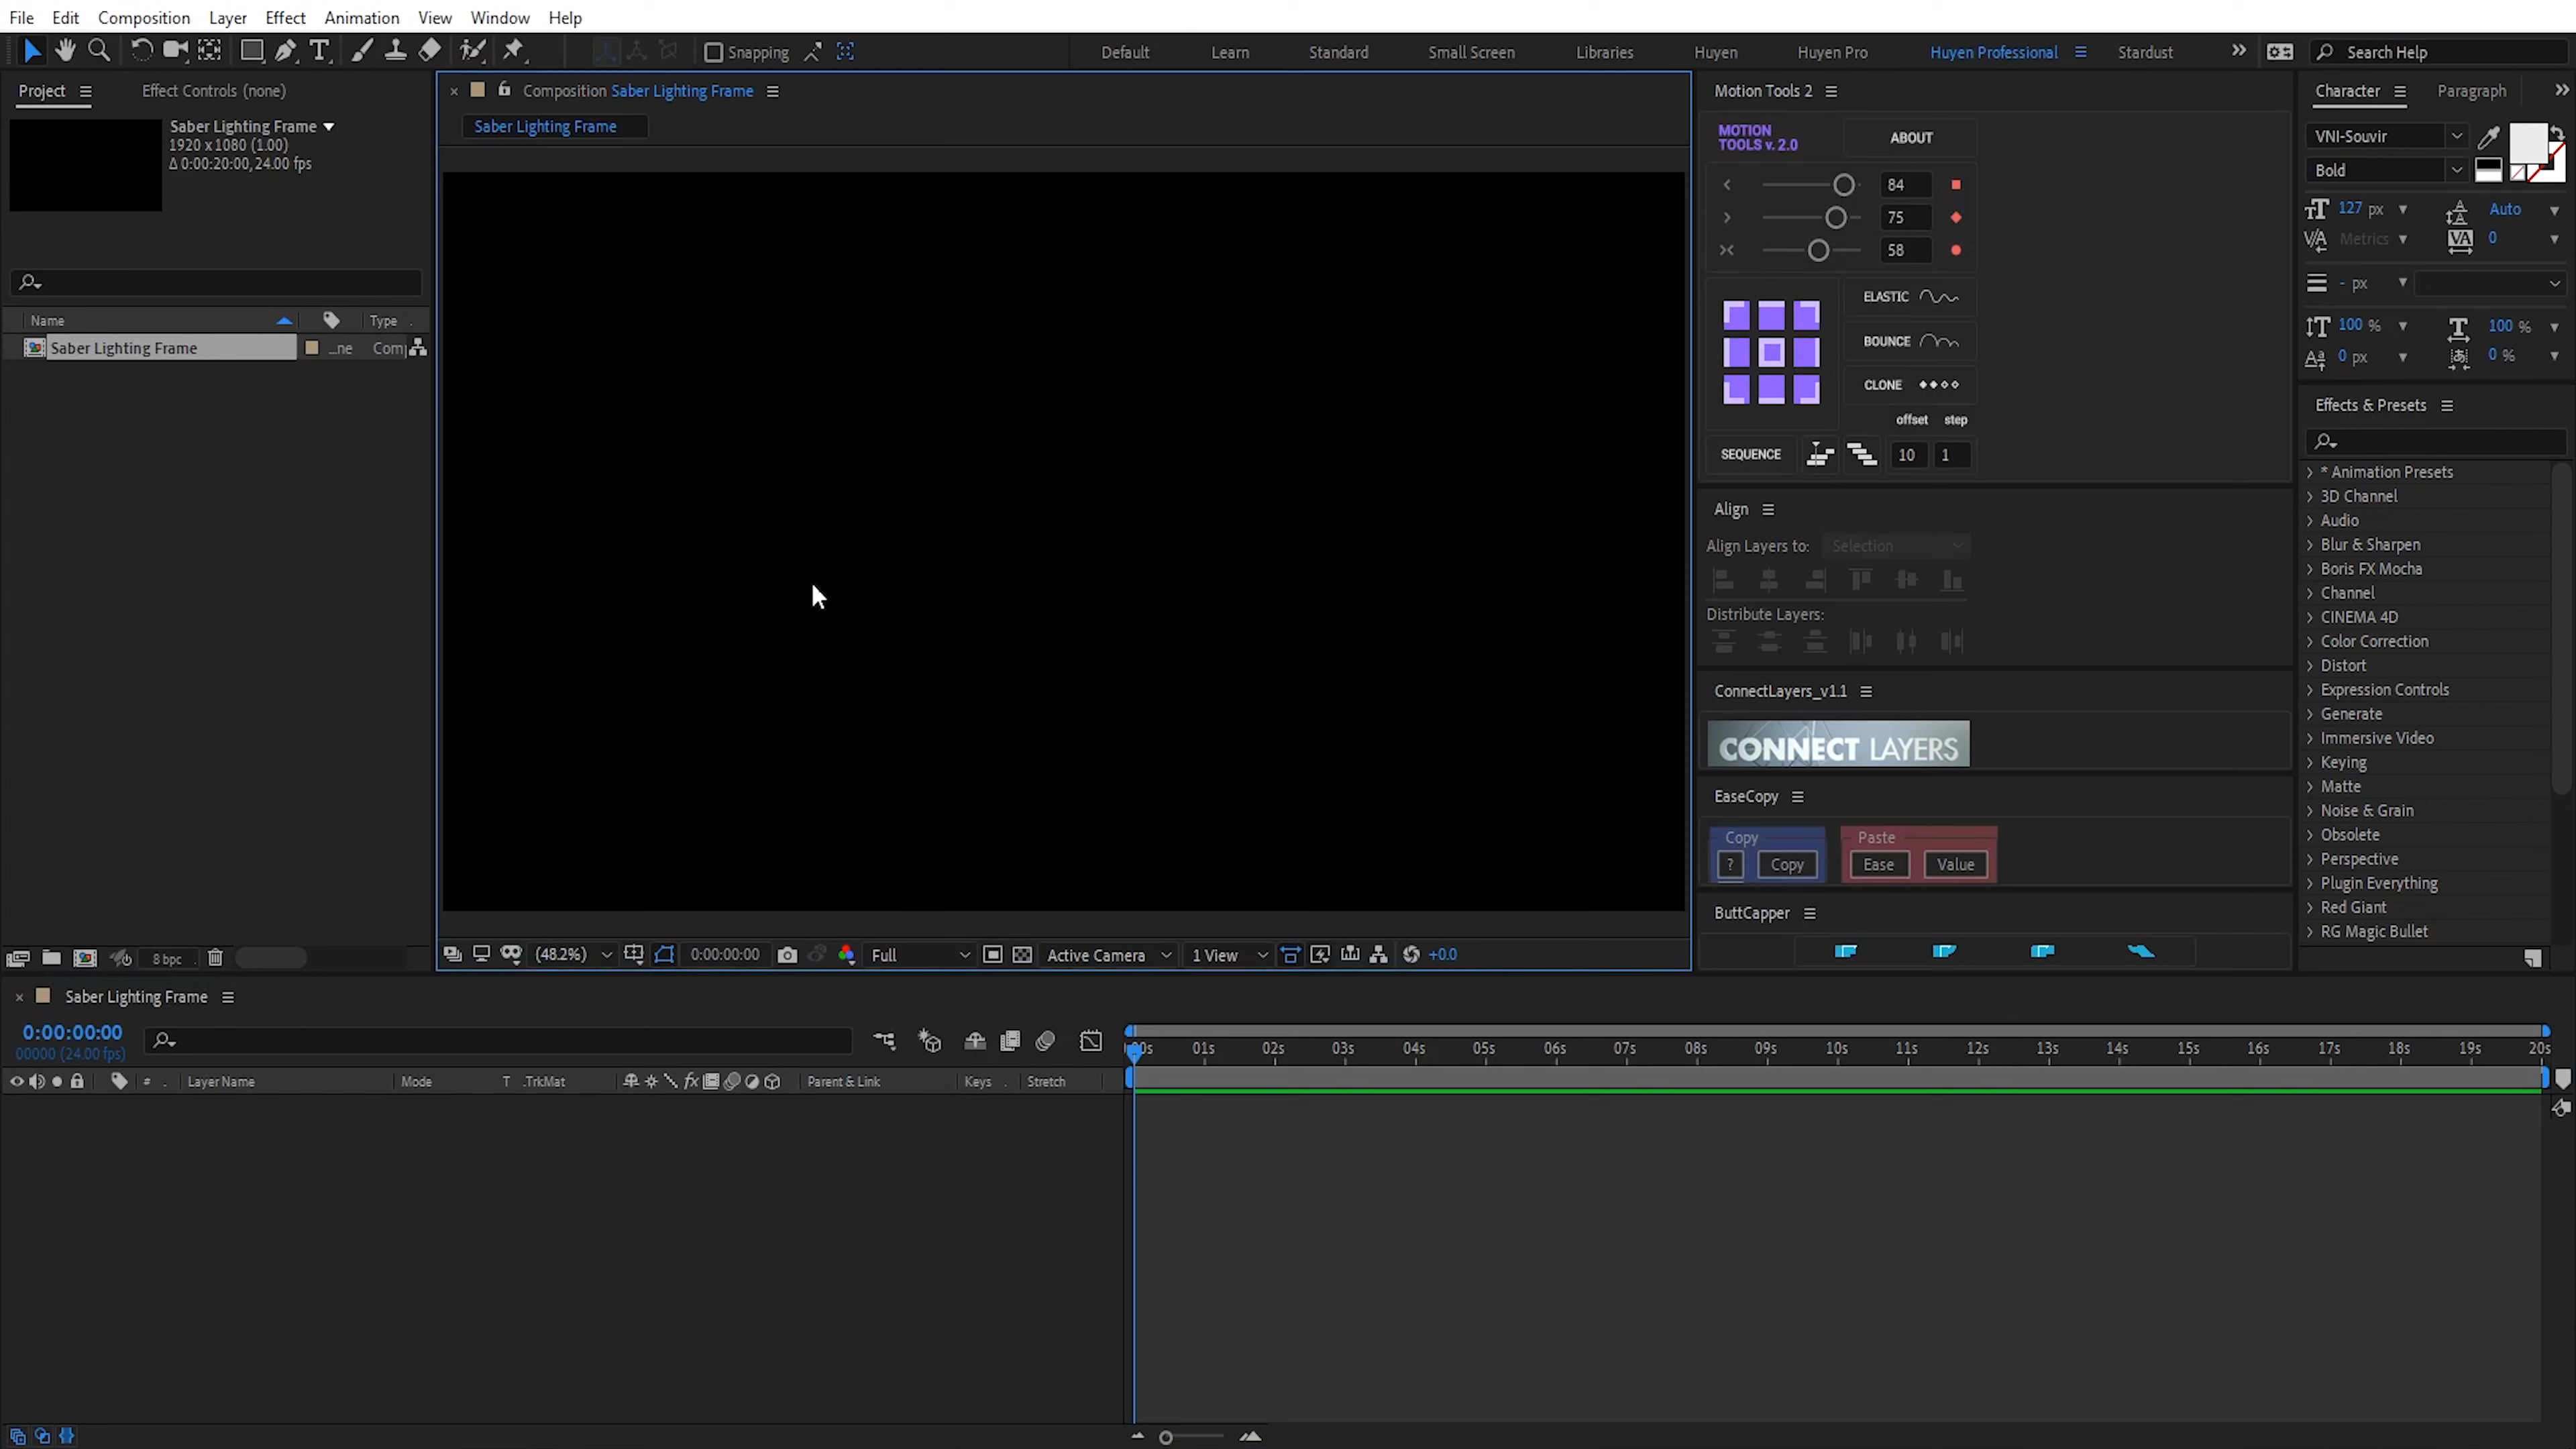 File Edit Composition Layer Effect Animation View Window Help
Snapping Default Learn Standard Small Screen Libraries Huyen Huyen Pro Huyen Professional Stardust Search Help
Project Effect Controls (none)
Saber Lighting Frame
1920 x 1080 (1.00)
Δ 0:00:20:00, 24.00 fps
Name Type
Saber Lighting Frame ...ne Com
8 bpc
Composition Saber Lighting Frame
Saber Lighting Frame
(48.2%) 0:00:00:00 Full Active Camera 1 View +0.0
Motion Tools 2
MOTION TOOLS v. 2.0 ABOUT
84
75
58
ELASTIC
BOUNCE
CLONE
offset step
SEQUENCE 10 1
Align
Align Layers to: Selection
Distribute Layers:
ConnectLayers_v1.1
CONNECT LAYERS
EaseCopy
Copy Paste
? Copy Ease Value
ButtCapper
Character Paragraph
VNI-Souvir
Bold
127 px Auto
Metrics 0
- px
100 % 100 %
0 px 0 %
Effects & Presets
* Animation Presets
3D Channel
Audio
Blur & Sharpen
Boris FX Mocha
Channel
CINEMA 4D
Color Correction
Distort
Expression Controls
Generate
Immersive Video
Keying
Matte
Noise & Grain
Obsolete
Perspective
Plugin Everything
Red Giant
RG Magic Bullet
Saber Lighting Frame
0:00:00:00
00000 (24.00 fps)
# Layer Name Mode T .TrkMat Parent & Link Keys Stretch
01s 02s 03s 04s 05s 06s 07s 08s 09s 10s 11s 12s 13s 14s 15s 16s 17s 18s 19s 20s